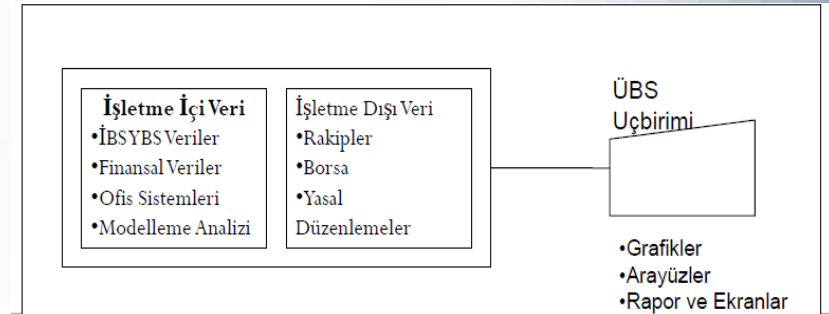 İşletme İçi Veri
•İBSYBS Veriler
•Finansal Veriler
•Ofis Sistemleri
•Modelleme Analizi
İşletme Dışı Veri
•Rakipler
•Borsa
•Yasal
Düzenlemeler
ÜBS
Uçbirimi
•Grafikler
•Arayüzler
•Rapor ve Ekranlar